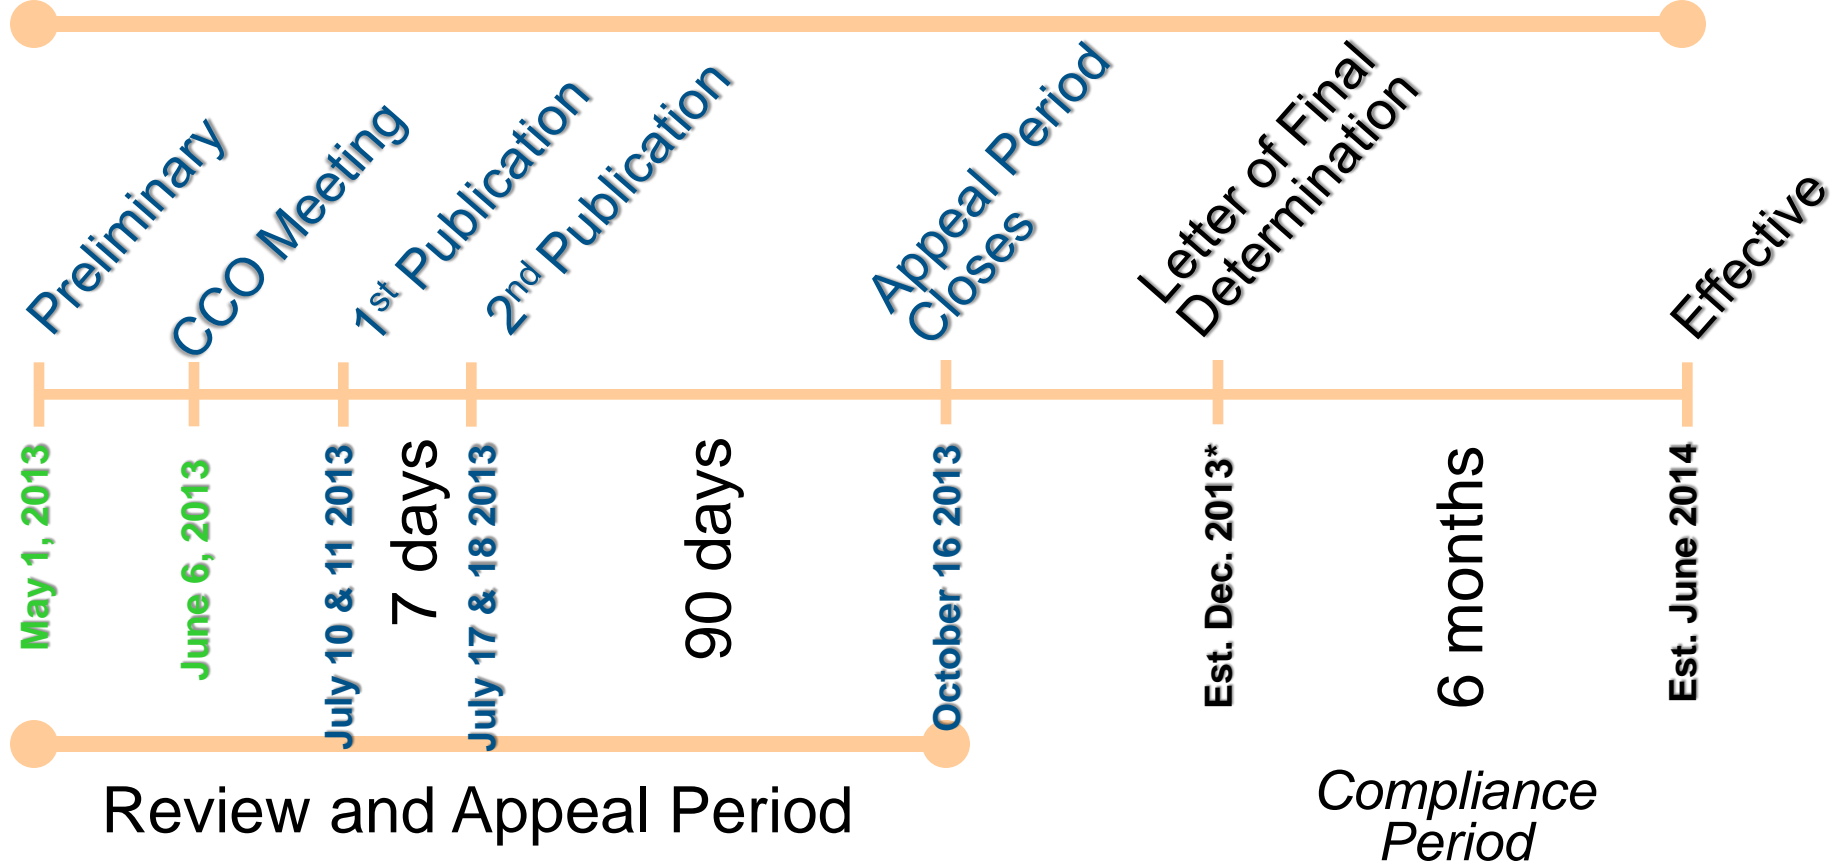 Preliminary
CCO Meeting
1st Publication
2nd Publication
Appeal Period
Closes
Letter of Final
Determination
Effective
May 1, 2013
June 6, 2013
July 10 & 11 2013
7 days
July 17 & 18 2013
90 days
October 16 2013
Est. Dec. 2013*
6 months
Est. June 2014
Review and Appeal Period
Compliance
Period